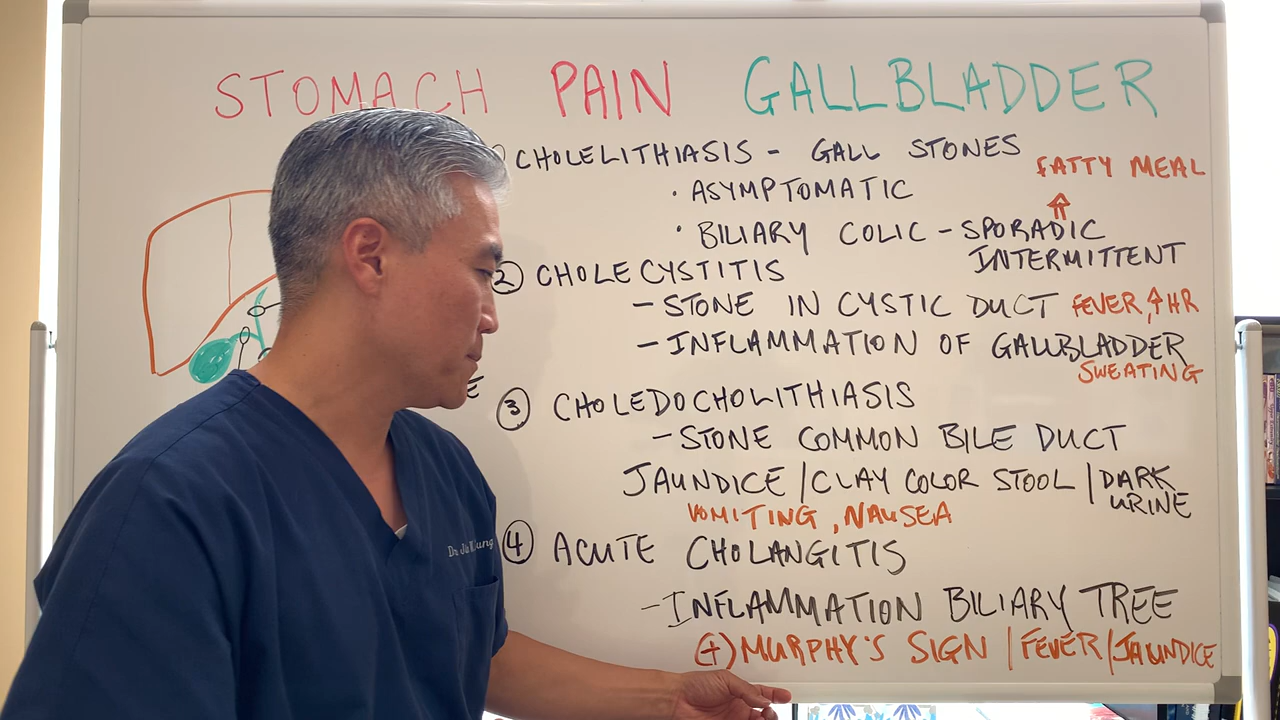 STOMACH PAIN GALLBLADDER
CHOLELITHIASIS - GALL STONES
FATTY MEAL
• ASYMPTOMATIC
• BILIARY COLIC - SPORADIC
INTERMITTENT
2 CHOLECYSTITIS
- STONE IN CYSTIC DUCT FEVER, ↑ HR
- INFLAMMATION OF GALLBLADDER
SWEATING
3 CHOLEDOCHOLITHIASIS
- STONE COMMON BILE DUCT
JAUNDICE / CLAY COLOR STOOL / DARK
URINE
VOMITING, NAUSEA
4 ACUTE CHOLANGITIS
- INFLAMMATION BILIARY TREE
(+) MURPHY'S SIGN / FEVER / JAUNDICE
Dr.